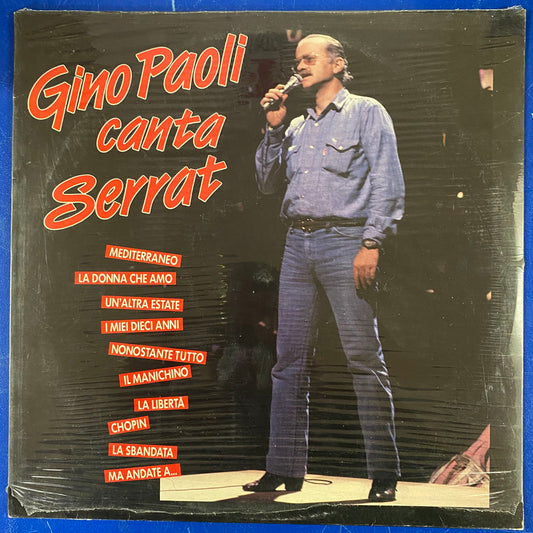 Gino Paoli
canta
Serrat
MEDITERRANEO
LA DONNA CHE AMO
UN'ALTRA ESTATE
I MIEI DIECI ANNI
NONOSTANTE TUTTO
IL MANICHINO
LA LIBERTÀ
CHOPIN
LA SBANDATA
MA ANDATE A...